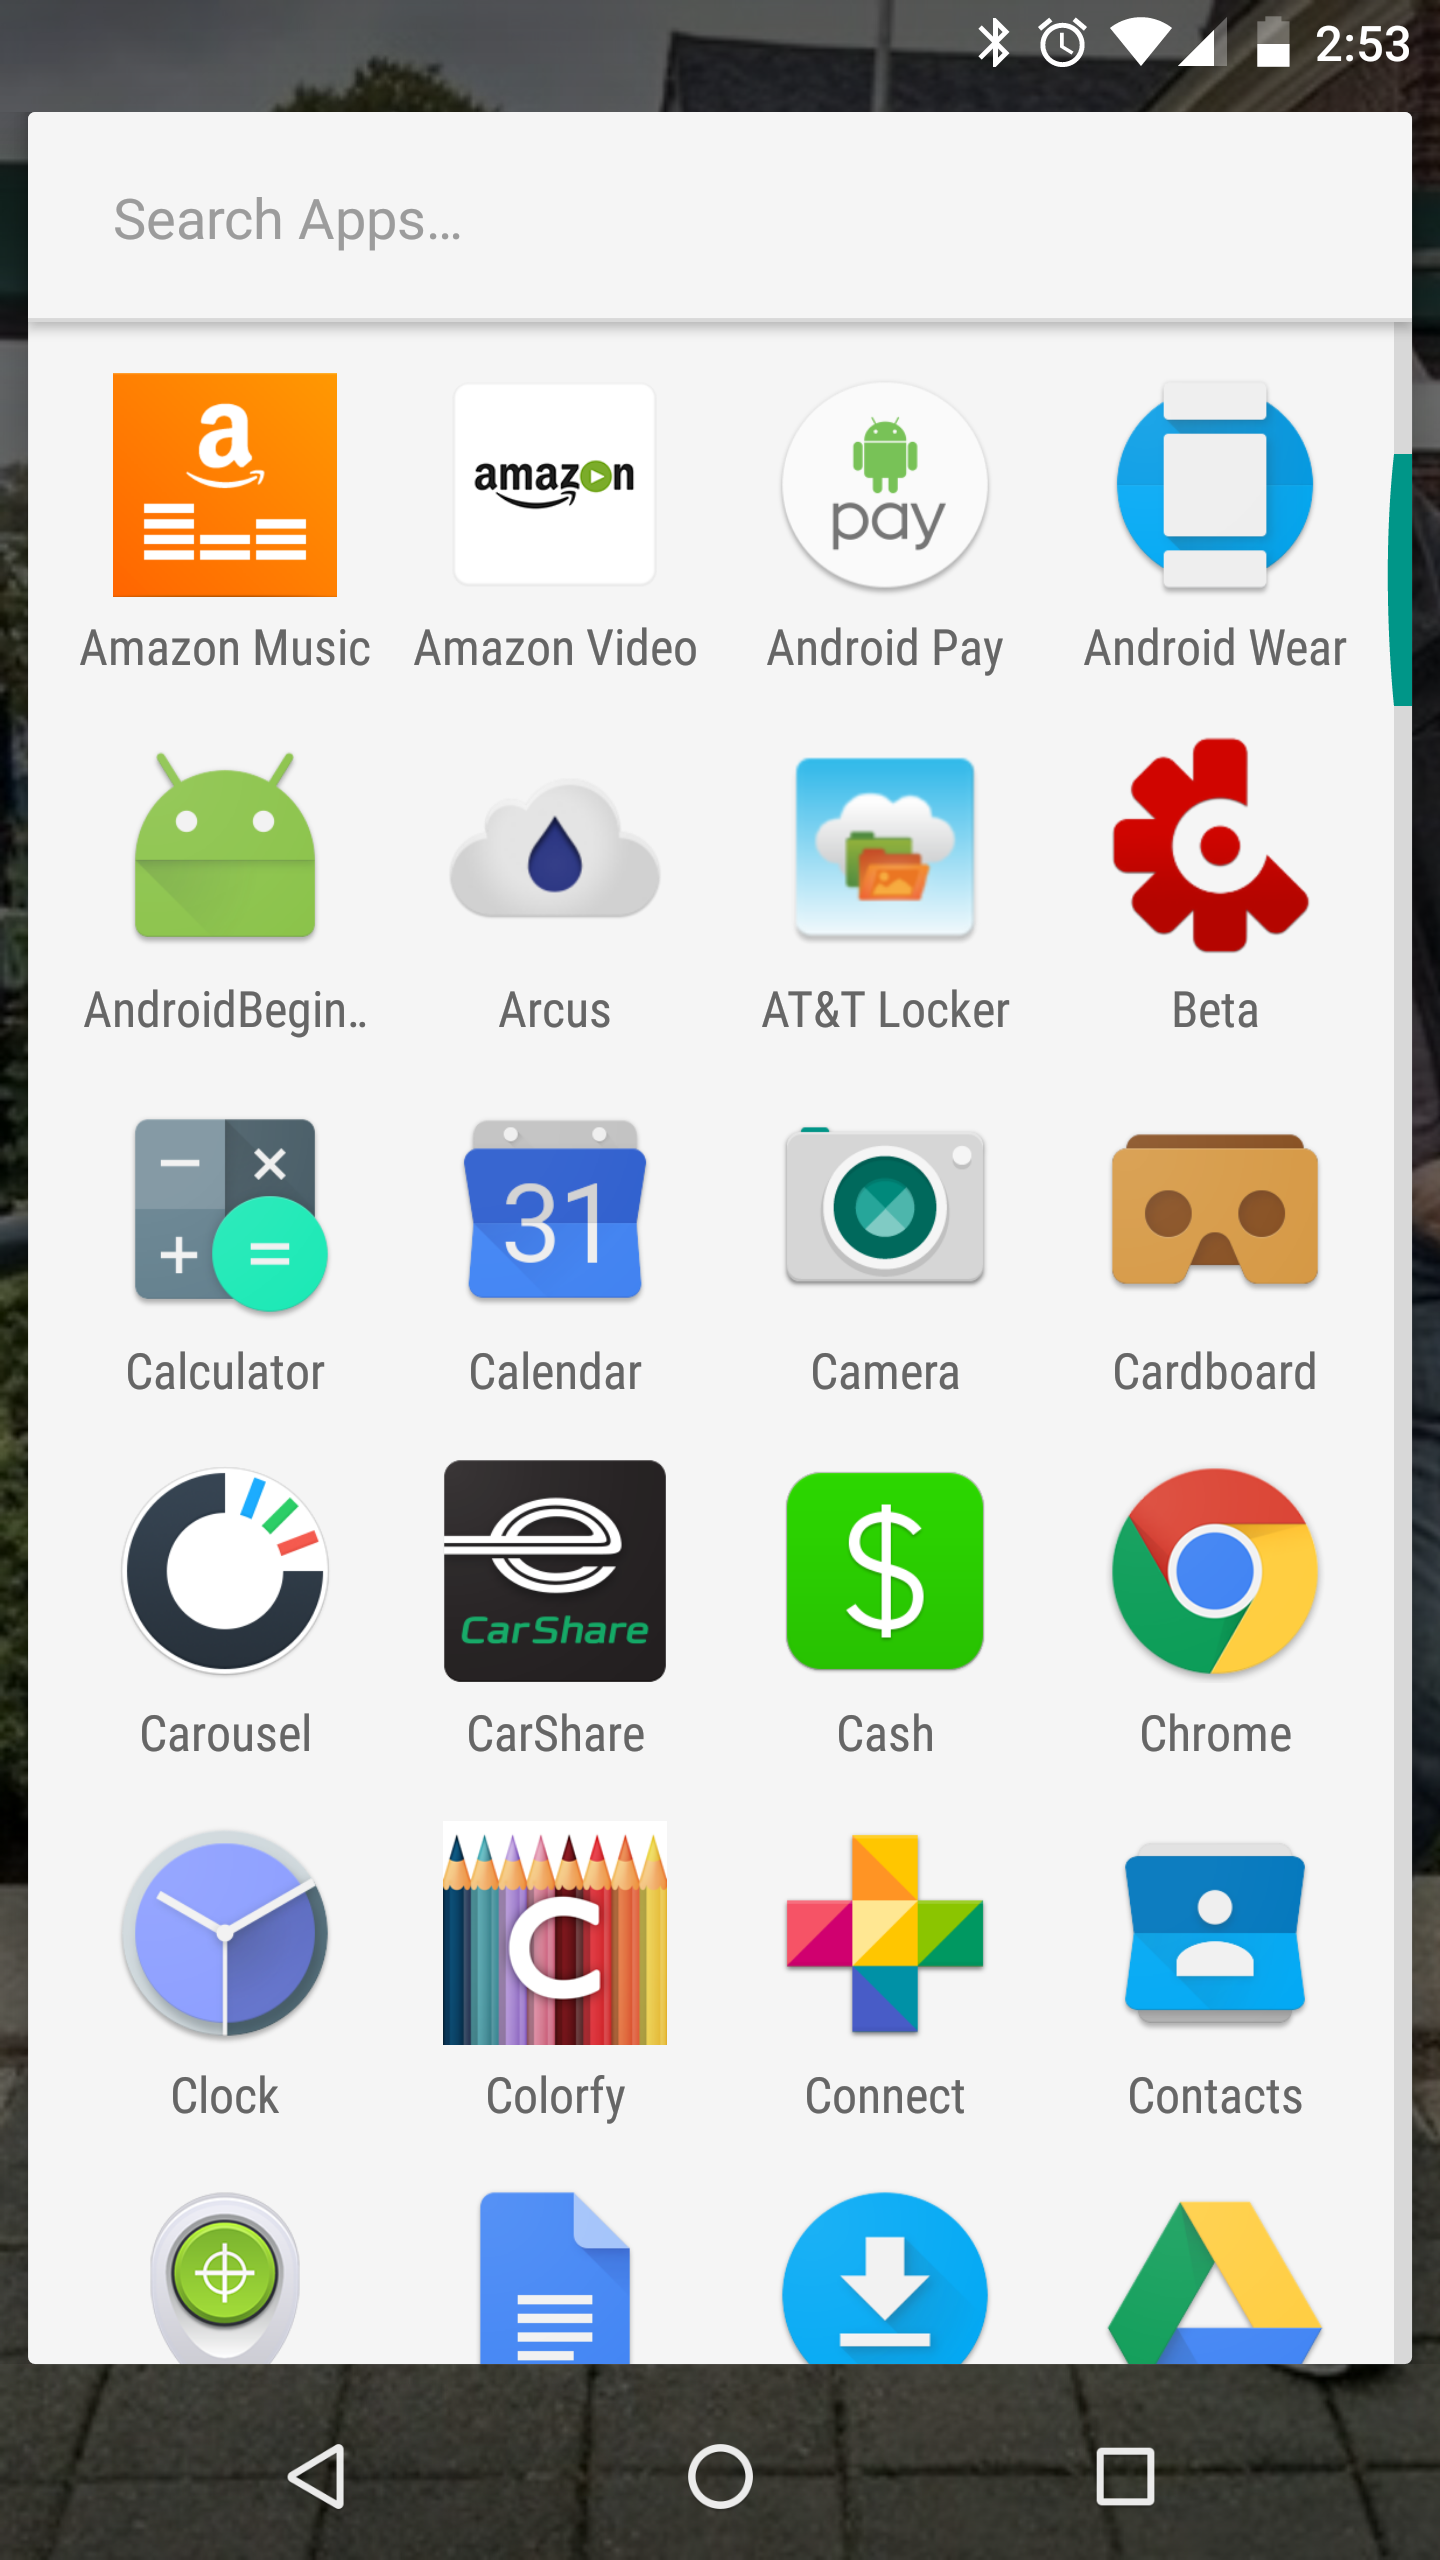 2:53
Search Apps...
a
amazon
pay
Amazon Music
Amazon Video
Android Pay
Android Wear
AndroidBegin..
Arcus
AT&T Locker
Beta
31
Calculator
Calendar
Camera
Cardboard
e
CarShare
$
Carousel
CarShare
Cash
Chrome
C
Clock
Colorfy
Connect
Contacts